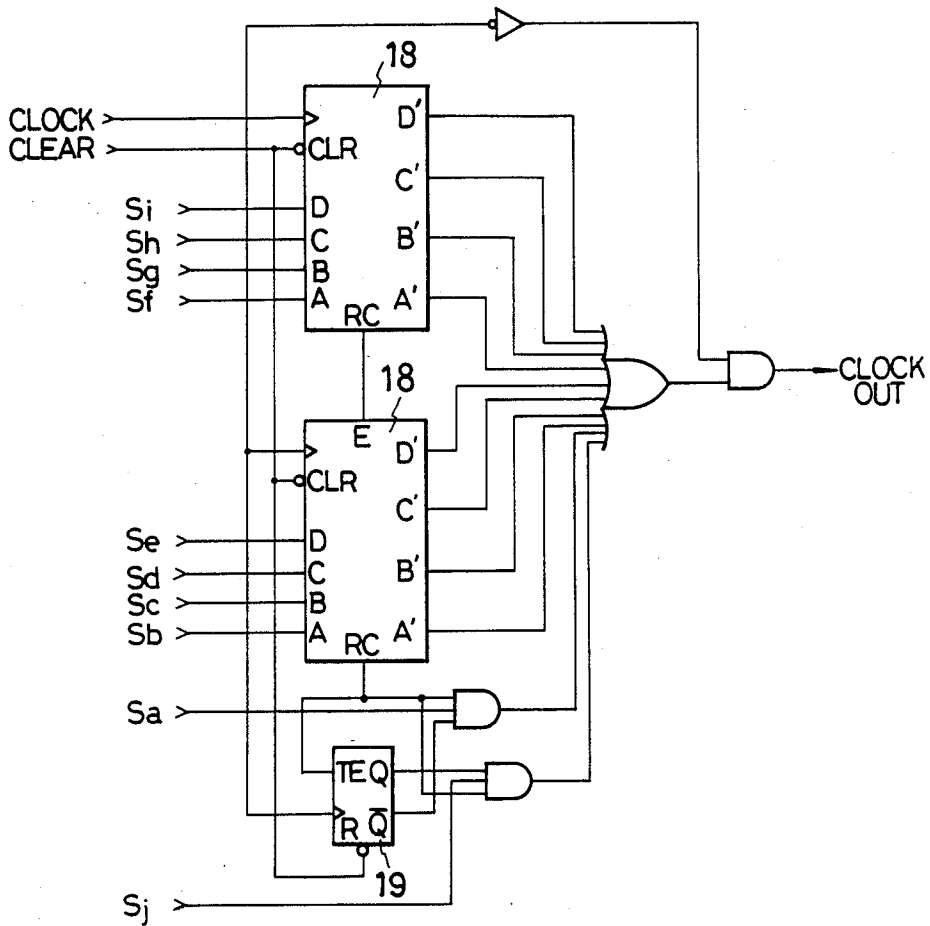 18
CLOCK
CLEAR
CLR
Si
Sh
Sg
Sf
D
C
B
A
RC
D'
C'
B'
A'
CLOCK
OUT
18
E
CLR
Se
Sd
Sc
Sb
D
C
B
A
RC
D'
C'
B'
A'
Sa
TE Q
R Q̅
19
Sj